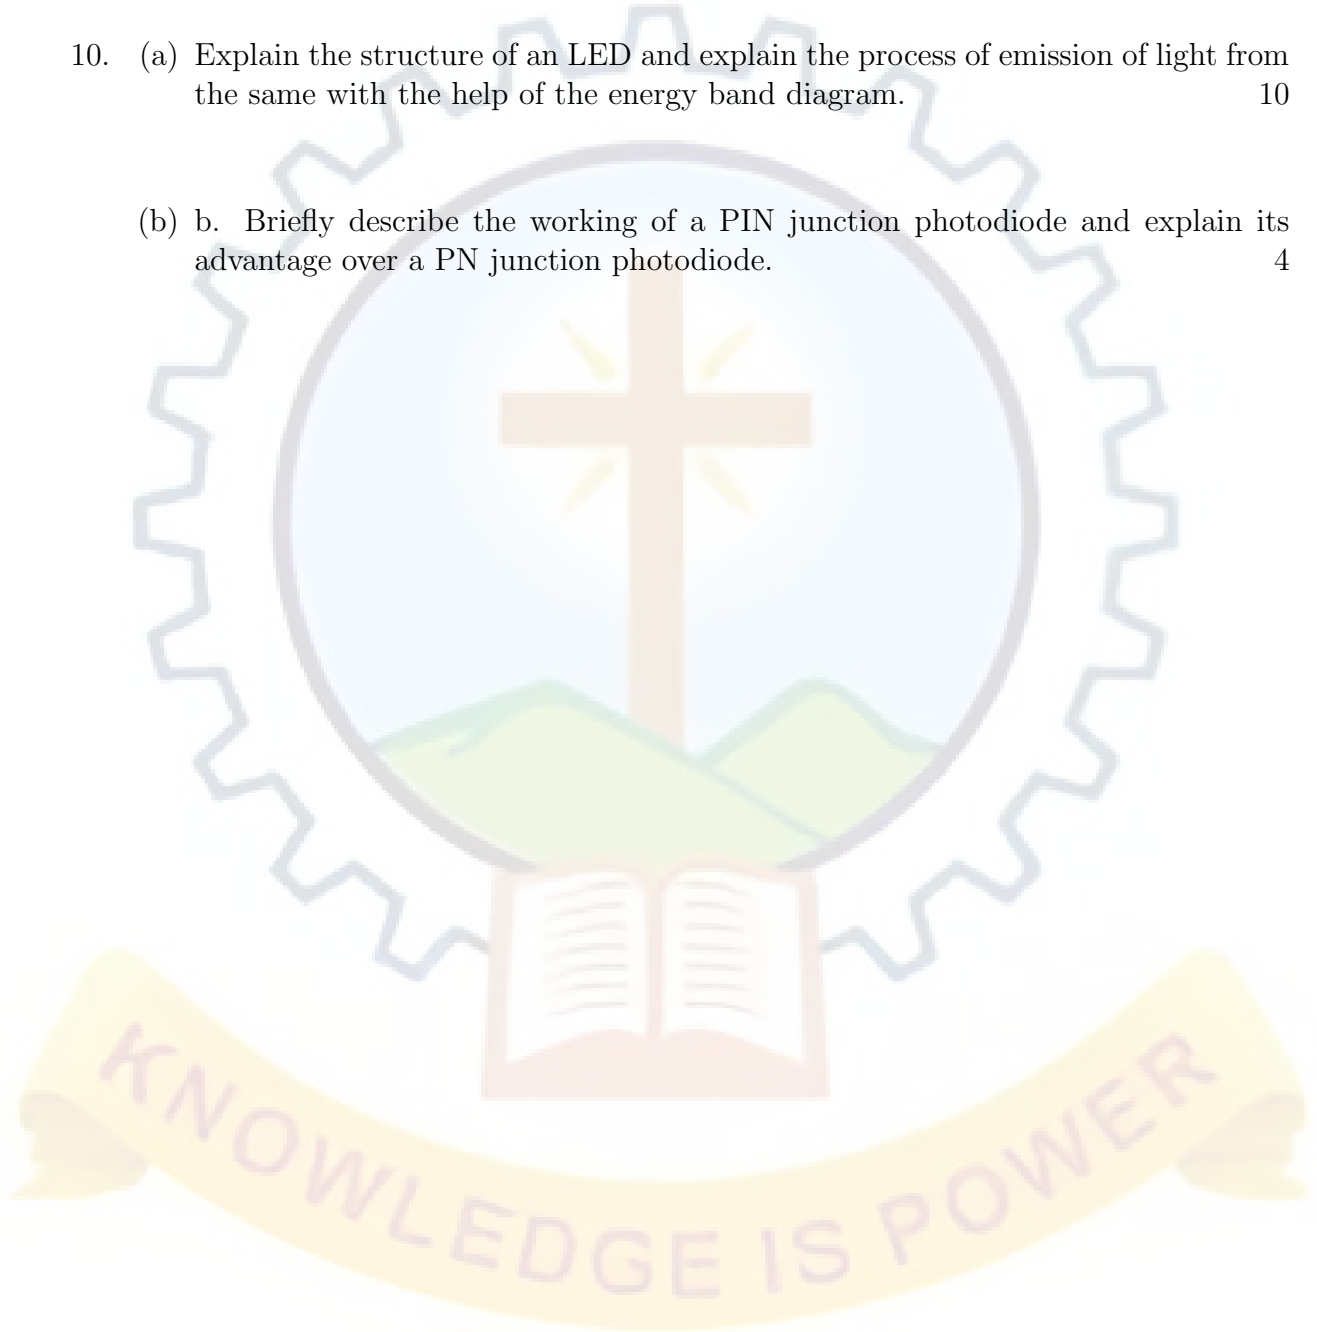 10. (a) Explain the structure of an LED and explain the process of emission of light from
the same with the help of the energy band diagram. 10
(b) b. Briefly describe the working of a PIN junction photodiode and explain its
advantage over a PN junction photodiode. 4
KNOWLEDGE IS POWER